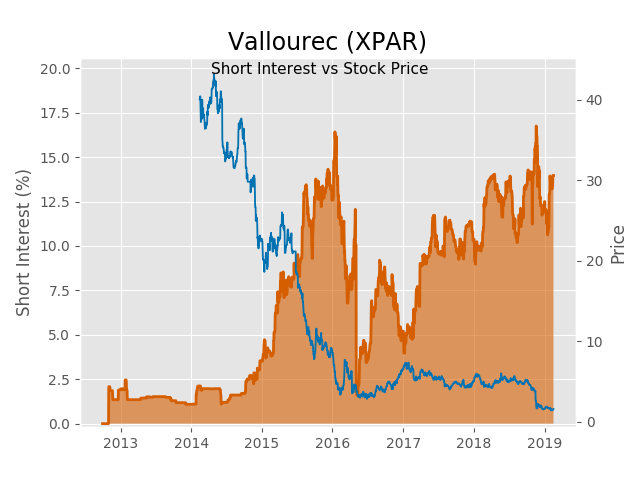 Vallourec (XPAR)
Short Interest vs Stock Price
Short Interest (%)
20.0
17.5
15.0
12.5
10.0
7.5
5.0
2.5
0.0
40
30
20
10
0
Price
2013 2014 2015 2016 2017 2018 2019